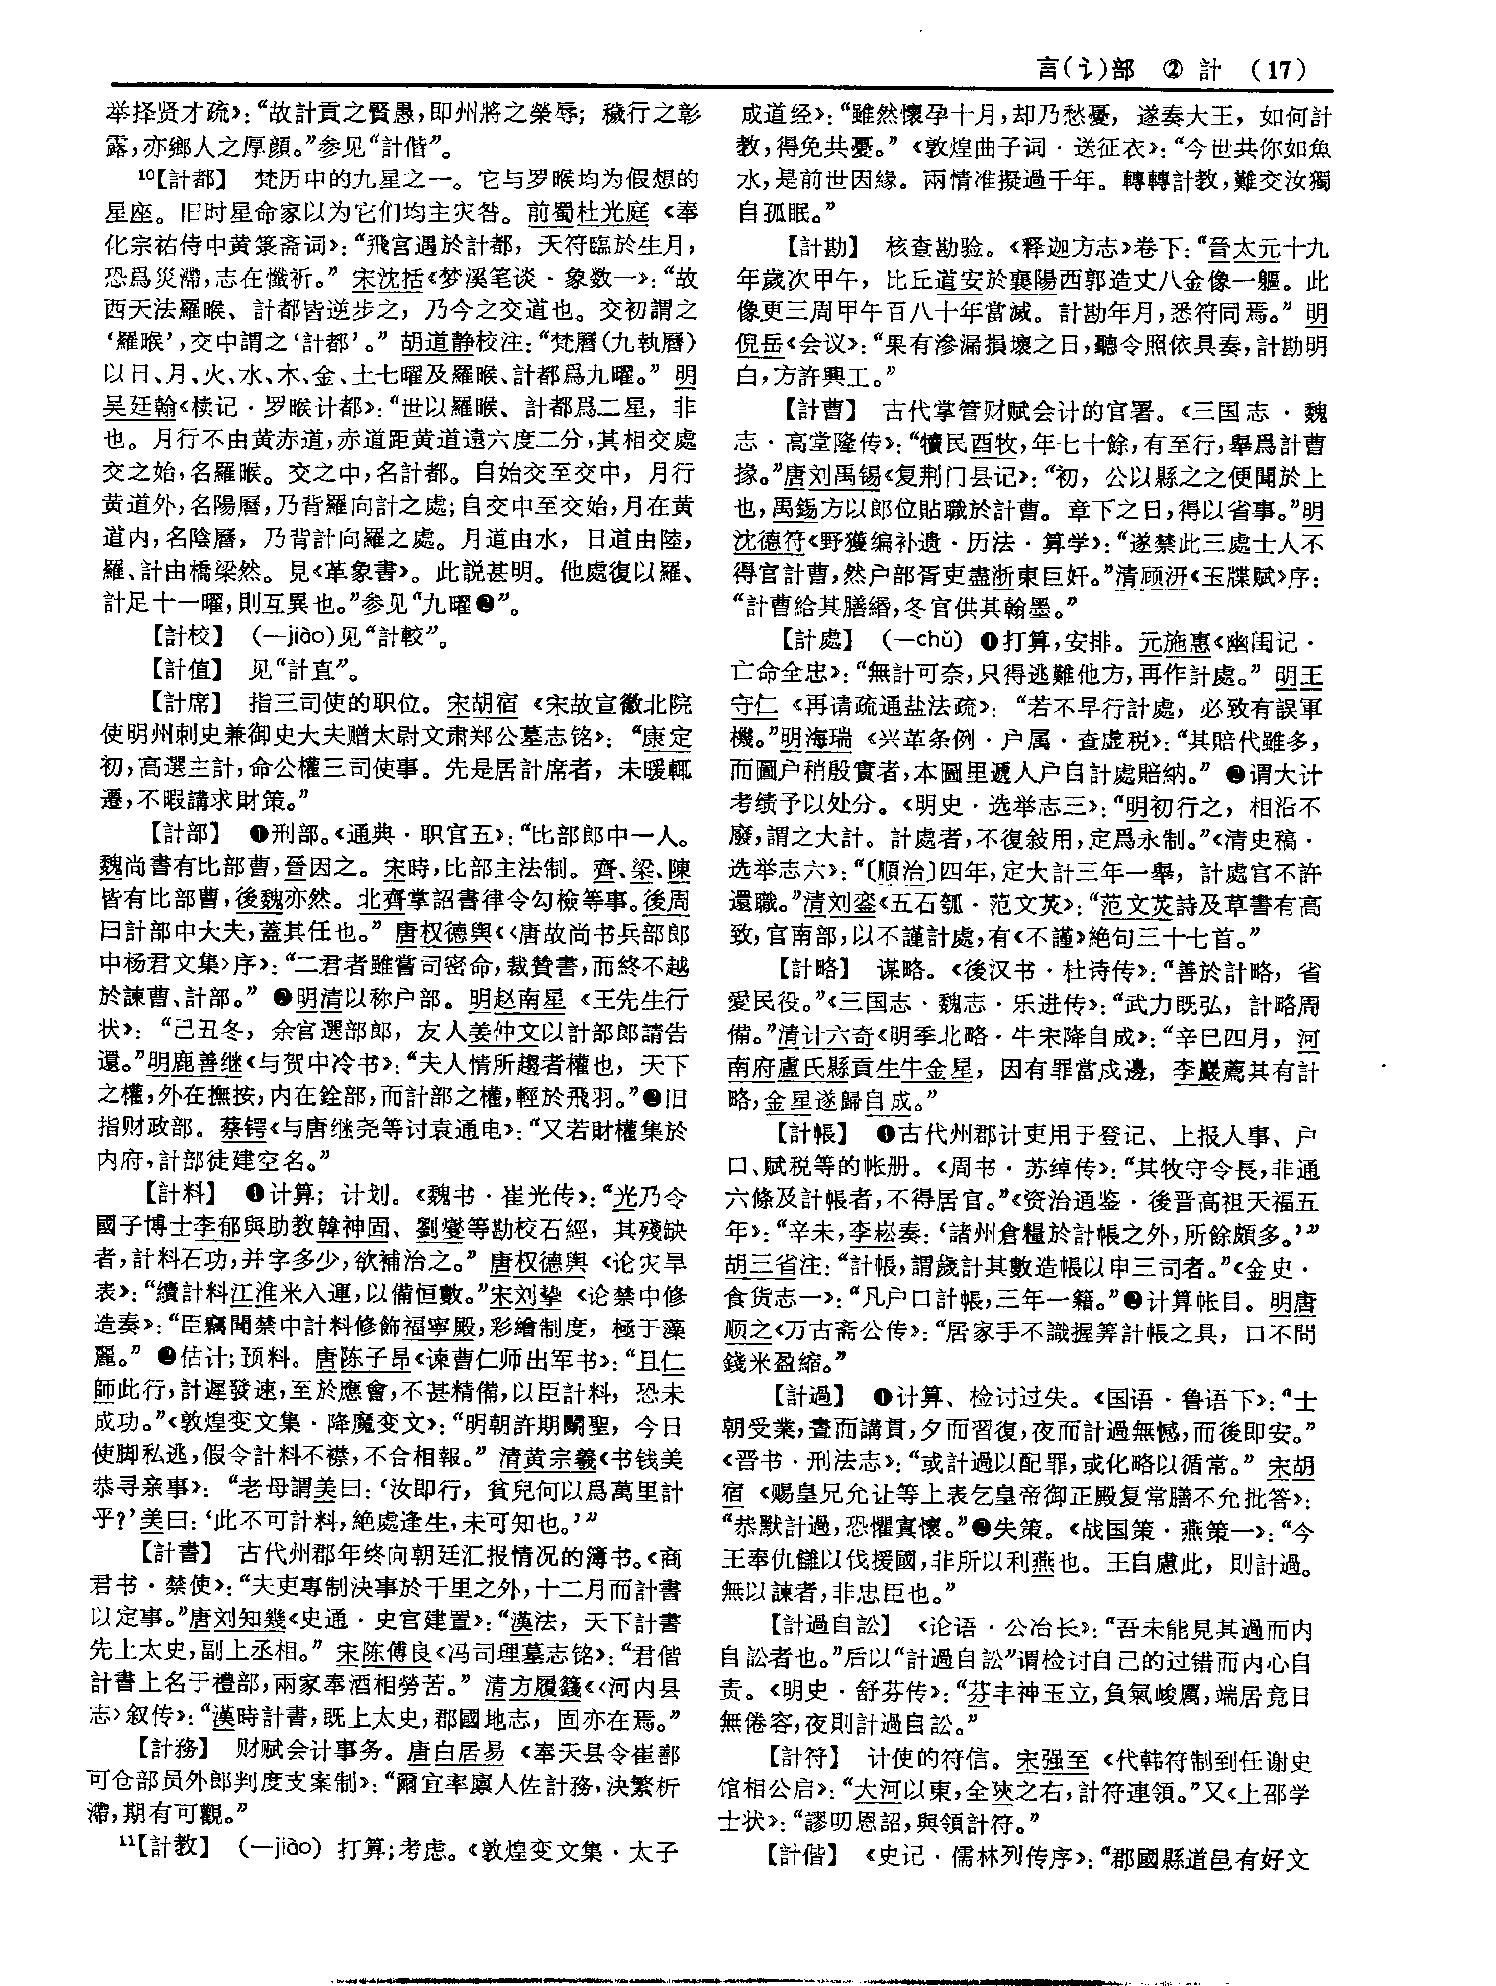 言(讠)部　②　計　(17)
举择贤才疏》：“故計貢之賢愚，即州將之榮辱；穢行之彰
露，亦鄉人之厚顔。”参见“計偕”。
¹⁰【計都】　梵历中的九星之一。它与罗睺均为假想的
星座。旧时星命家以为它们均主灾咎。前蜀杜光庭《奉
化宗祐侍中黄箓斋词》：“飛宫遇於計都，天符臨於生月，
恐爲災滯，志在懺祈。”宋沈括《梦溪笔谈·象数一》：“故
西天法羅睺、計都皆逆步之，乃今之交道也。交初謂之
‘羅睺’，交中謂之‘計都’。”胡道静校注：“梵曆（九執曆）
以日、月、火、水、木、金、土七曜及羅睺、計都爲九曜。”明
吴廷翰《椟记·罗睺计都》：“世以羅睺、計都爲二星，非
也。月行不由黄赤道，赤道距黄道遠六度二分，其相交處
交之始，名羅睺。交之中，名計都。自始交至交中，月行
黄道外，名陽曆，乃背羅向計之處；自交中至交始，月在黄
道内，名陰曆，乃背計向羅之處。月道由水，日道由陸，
羅、計由橋梁然。見《革象書》。此説甚明。他處復以羅、
計足十一曜，則互異也。”参见“九曜❷”。
【計校】　（一jiào）见“計較”。
【計值】　见“計直”。
【計席】　指三司使的职位。宋胡宿《宋故宣徽北院
使明州刺史兼御史大夫赠太尉文肃郑公墓志铭》：“康定
初，高選主計，命公權三司使事。先是居計席者，未暖輒
遷，不暇講求財策。”
【計部】　❶刑部。《通典·职官五》：“比部郎中一人。
魏尚書有比部曹，晉因之。宋時，比部主法制。齊、梁、陳
皆有比部曹，後魏亦然。北齊掌詔書律令勾檢等事。後周
曰計部中大夫，蓋其任也。”唐权德舆《〈唐故尚书兵部郎
中杨君文集〉序》：“二君者雖嘗司密命，裁贊書，而終不越
於諫曹、計部。”❷明清以称户部。明赵南星《王先生行
状》：“己丑冬，余官選部郎，友人姜仲文以計部郎請告
還。”明鹿善继《与贺中冷书》：“夫人情所趨者權也，天下
之權，外在撫按，内在銓部，而計部之權，輕於飛羽。”❸旧
指财政部。蔡锷《与唐继尧等讨袁通电》：“又若財權集於
内府，計部徒建空名。”
【計料】　❶计算；计划。《魏书·崔光传》：“光乃令
國子博士李郁與助教韓神固、劉燮等勘校石經，其殘缺
者，計料石功，并字多少，欲補治之。”唐权德舆《论灾旱
表》：“續計料江淮米入運，以備恒數。”宋刘挚《论禁中修
造奏》：“臣竊聞禁中計料修飾福寧殿，彩繪制度，極于藻
麗。”❷估计；预料。唐陈子昂《谏曹仁师出军书》：“且仁
師此行，計遲發速，至於應會，不甚精備，以臣計料，恐未
成功。”《敦煌变文集·降魔变文》：“明朝許期鬭聖，今日
使脚私逃，假令計料不襟，不合相報。”清黄宗羲《书钱美
恭寻亲事》：“老母謂美曰：‘汝即行，貧兒何以爲萬里計
乎？’美曰：‘此不可計料，絶處逢生，未可知也。’”
【計書】　古代州郡年终向朝廷汇报情况的簿书。《商
君书·禁使》：“夫吏專制決事於千里之外，十二月而計書
以定事。”唐刘知幾《史通·史官建置》：“漢法，天下計書
先上太史，副上丞相。”宋陈傅良《冯司理墓志铭》：“君偕
計書上名于禮部，兩家奉酒相勞苦。”清方履籛《〈河内县
志〉叙传》：“漢時計書，既上太史，郡國地志，固亦在焉。”
【計務】　财赋会计事务。唐白居易《奉天县令崔鄯
可仓部员外郎判度支案制》：“爾宜率廪人佐計務，決繁析
滯，期有可觀。”
¹¹【計教】　（一jiào）打算；考虑。《敦煌变文集·太子
成道经》：“雖然懷孕十月，却乃愁憂，遂奏大王，如何計
教，得免共憂。”《敦煌曲子词·送征衣》：“今世共你如魚
水，是前世因緣。兩情准擬過千年。轉轉計教，難交汝獨
自孤眠。”
【計勘】　核查勘验。《释迦方志》卷下：“晉太元十九
年歲次甲午，比丘道安於襄陽西郭造丈八金像一軀。此
像更三周甲午百八十年當滅。計勘年月，悉符同焉。”明
倪岳《会议》：“果有滲漏損壞之日，聽令照依具奏，計勘明
白，方許興工。”
【計曹】　古代掌管财赋会计的官署。《三国志·魏
志·高堂隆传》：“犢民酉牧，年七十餘，有至行，舉爲計曹
掾。”唐刘禹锡《复荆门县记》：“初，公以縣之之便聞於上
也，禹錫方以郎位貼職於計曹。章下之日，得以省事。”明
沈德符《野獲编补遗·历法·算学》：“遂禁此三處士人不
得官計曹，然户部胥吏盡浙東巨奸。”清顾汧《玉牒赋》序：
“計曹給其膳緡，冬官供其翰墨。”
【計處】　（一chǔ）❶打算，安排。元施惠《幽闺记·
亡命全忠》：“無計可奈，只得逃難他方，再作計處。”明王
守仁《再请疏通盐法疏》：“若不早行計處，必致有誤軍
機。”明海瑞《兴革条例·户属·查虚税》：“其賠代雖多，
而圖户稍殷實者，本圖里遞人户自計處賠納。”❷谓大计
考绩予以处分。《明史·选举志三》：“明初行之，相沿不
廢，謂之大計。計處者，不復敍用，定爲永制。”《清史稿·
选举志六》：“〔順治〕四年，定大計三年一舉，計處官不許
還職。”清刘銮《五石瓠·范文茨》：“范文茨詩及草書有高
致，官南部，以不謹計處，有《不謹》絶句三十七首。”
【計略】　谋略。《後汉书·杜诗传》：“善於計略，省
愛民役。”《三国志·魏志·乐进传》：“武力既弘，計略周
備。”清计六奇《明季北略·牛宋降自成》：“辛巳四月，河
南府盧氏縣貢生牛金星，因有罪當戍邊，李巖薦其有計
略，金星遂歸自成。”
【計帳】　❶古代州郡计吏用于登记、上报人事、户
口、赋税等的帐册。《周书·苏绰传》：“其牧守令長，非通
六條及計帳者，不得居官。”《资治通鉴·後晋高祖天福五
年》：“辛未，李崧奏：‘諸州倉糧於計帳之外，所餘頗多。’”
胡三省注：“計帳，謂歲計其數造帳以申三司者。”《金史·
食货志一》：“凡户口計帳，三年一籍。”❷计算帐目。明唐
顺之《万古斋公传》：“居家手不識握筭計帳之具，口不問
錢米盈縮。”
【計過】　❶计算、检讨过失。《国语·鲁语下》：“士
朝受業，晝而講貫，夕而習復，夜而計過無憾，而後即安。”
《晋书·刑法志》：“或計過以配罪，或化略以循常。”宋胡
宿《赐皇兄允让等上表乞皇帝御正殿复常膳不允批答》：
“恭默計過，恐懼寘懷。”❷失策。《战国策·燕策一》：“今
王奉仇讎以伐援國，非所以利燕也。王自慮此，則計過。
無以諫者，非忠臣也。”
【計過自訟】　《论语·公冶长》：“吾未能見其過而内
自訟者也。”后以“計過自訟”谓检讨自己的过错而内心自
责。《明史·舒芬传》：“芬丰神玉立，負氣峻厲，端居竟日
無倦容，夜則計過自訟。”
【計符】　计使的符信。宋强至《代韩符制到任谢史
馆相公启》：“大河以東，全陝之右，計符連領。”又《上邵学
士状》：“謬叨恩詔，與領計符。”
【計偕】　《史记·儒林列传序》：“郡國縣道邑有好文